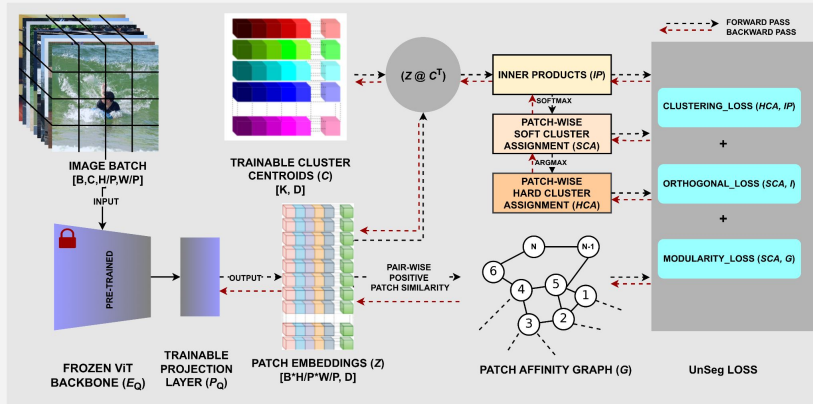 FORWARD PASS
BACKWARD PASS
(Z @ Cᵀ)
INNER PRODUCTS (IP)
SOFTMAX
PATCH-WISE
SOFT CLUSTER
ASSIGNMENT (SCA)
ARGMAX
PATCH-WISE
HARD CLUSTER
ASSIGNMENT (HCA)
CLUSTERING_LOSS (HCA, IP)
+
ORTHOGONAL_LOSS (SCA, I)
+
MODULARITY_LOSS (SCA, G)
IMAGE BATCH
[B,C,H/P,W/P]
TRAINABLE CLUSTER
CENTROIDS (C)
[K, D]
INPUT
PRE-TRAINED
OUTPUT
PAIR-WISE
POSITIVE
PATCH SIMILARITY
N
N-1
6
5
4
1
3
2
FROZEN ViT
BACKBONE (E_Q)
TRAINABLE
PROJECTION
LAYER (P_Q)
PATCH EMBEDDINGS (Z)
[B*H/P*W/P, D]
PATCH AFFINITY GRAPH (G)
UnSeg LOSS